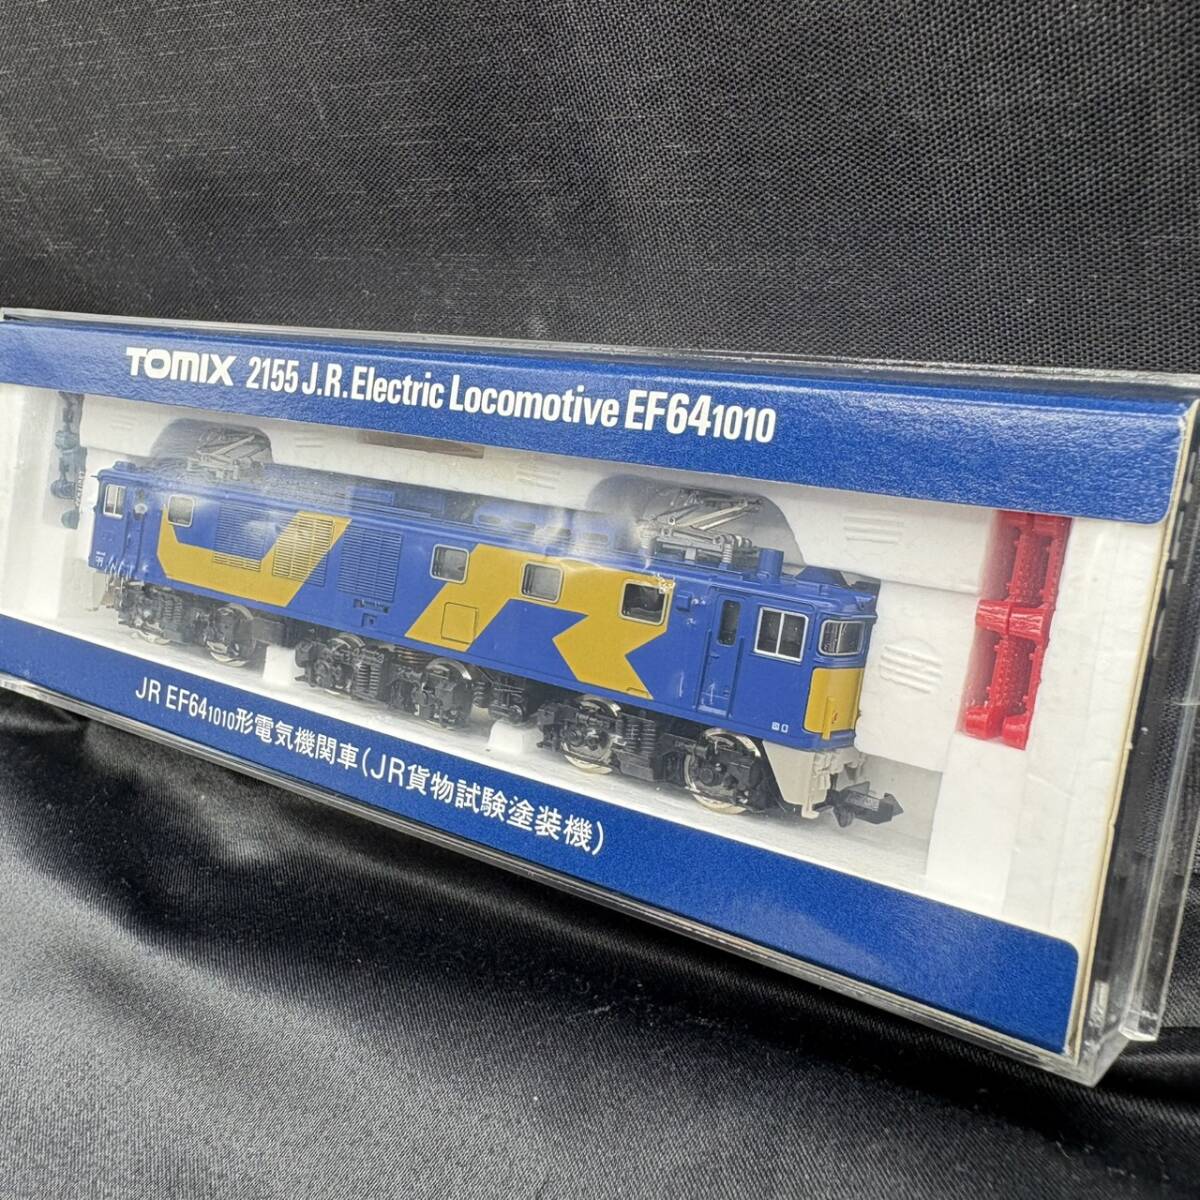 TOMIX 2155 J.R.Electric Locomotive EF641010
JR
JR EF641010形電気機関車(JR貨物試験塗装機)